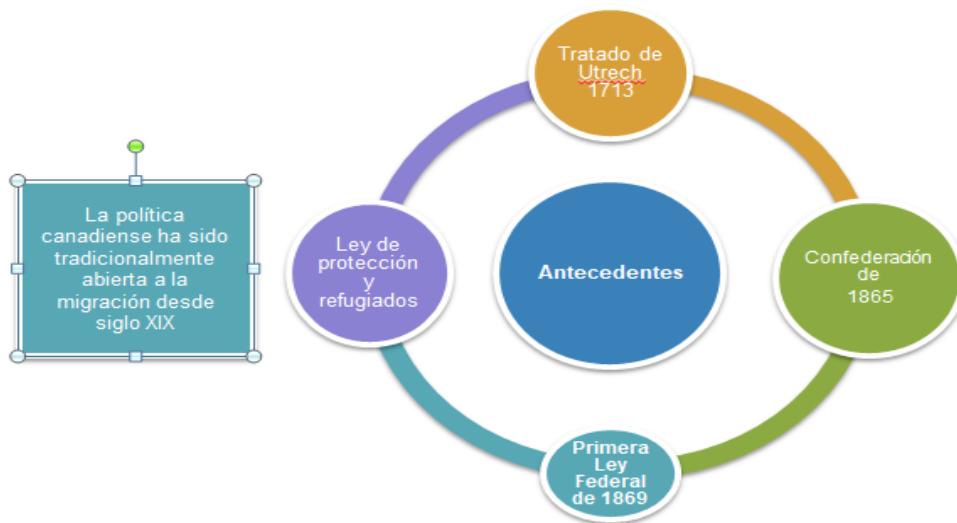 La política
canadiense ha sido
tradicionalmente
abierta a la
migración desde
siglo XIX
Tratado de
Utrech
1713
Confederación
de
1865
Primera
Ley
Federal
de 1869
Ley de
protección
y
refugiados
Antecedentes